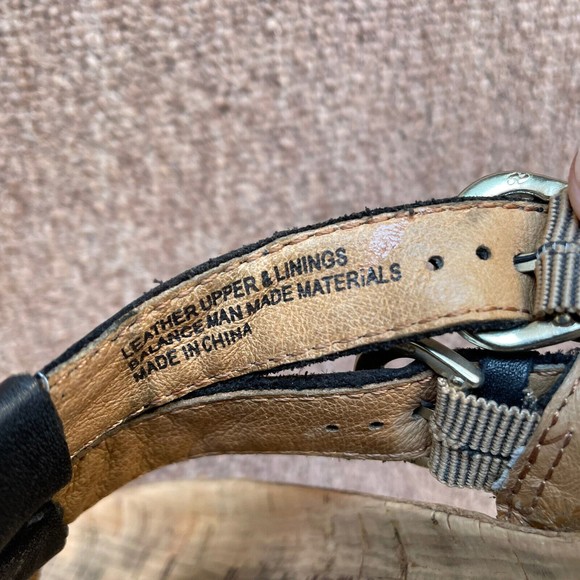 LEATHER UPPER & LININGS
BALANCE MAN MADE MATERIALS
MADE IN CHINA